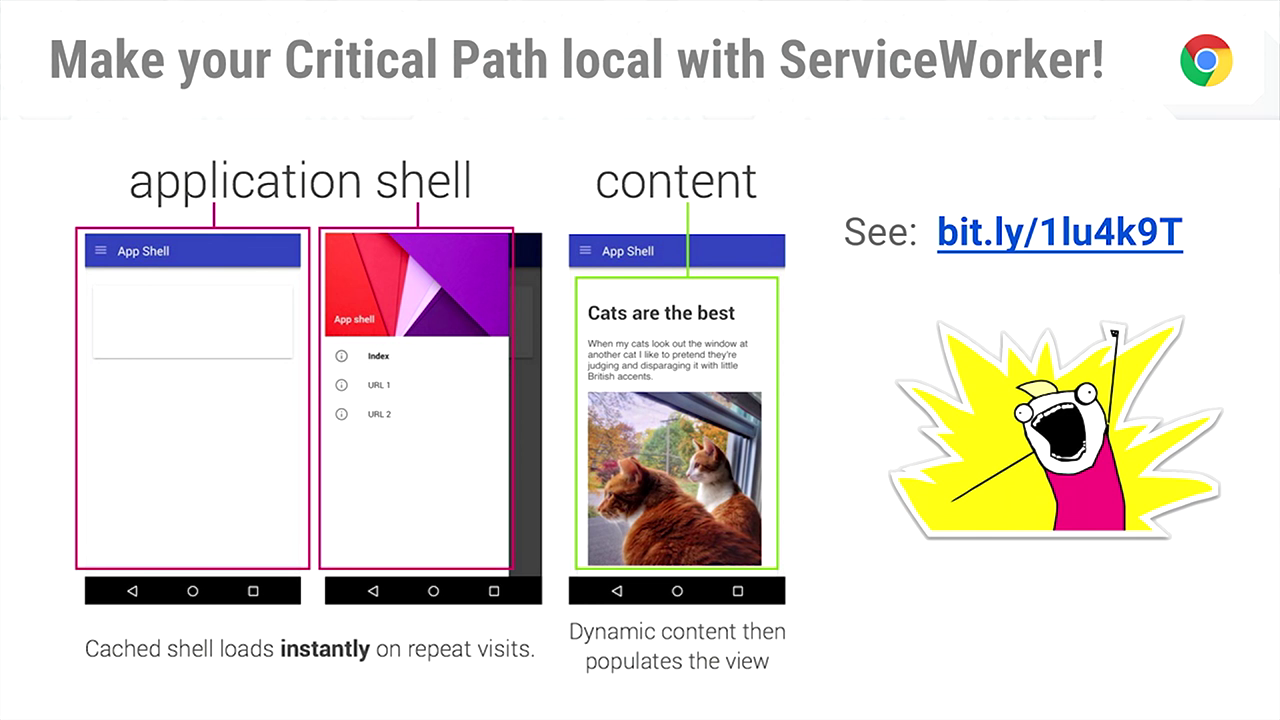 Make your Critical Path local with ServiceWorker!
application shell
content
See: bit.ly/1lu4k9T
App Shell
App shell
Index
URL 1
URL 2
App Shell
Cats are the best
When my cats look out the window at
another cat I like to pretend they're
judging and disparaging it with little
British accents.
Cached shell loads instantly on repeat visits.
Dynamic content then
populates the view